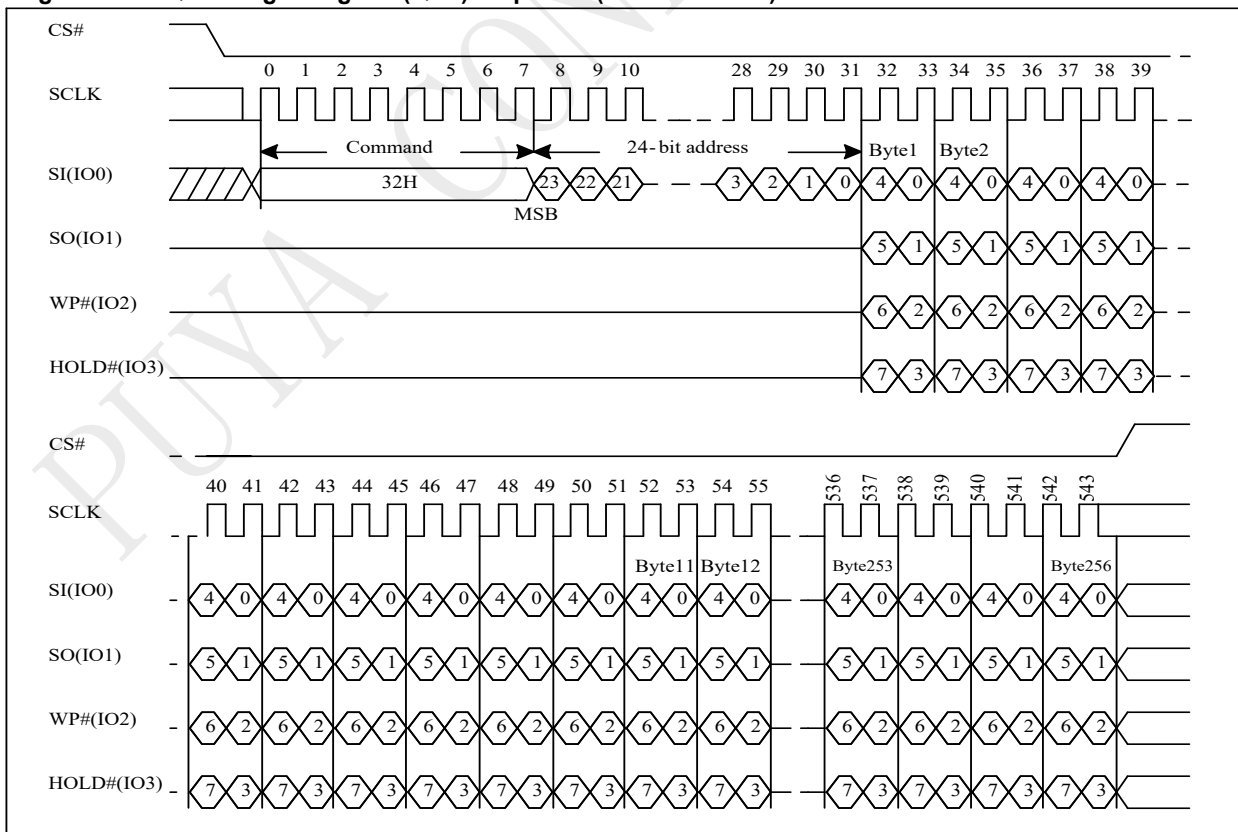 CS#
0 1 2 3 4 5 6 7 8 9 10 28 29 30 31 32 33 34 35 36 37 38 39
SCLK
Command 24-bit address Byte1 Byte2
SI(IO0) 32H 23 22 21 3 2 1 0 4 0 4 0 4 0 4 0
MSB
SO(IO1) 5 1 5 1 5 1 5 1
WP#(IO2) 6 2 6 2 6 2 6 2
HOLD#(IO3) 7 3 7 3 7 3 7 3
CS#
40 41 42 43 44 45 46 47 48 49 50 51 52 53 54 55 536 537 538 539 540 541 542 543
SCLK
Byte11 Byte12 Byte253 Byte256
SI(IO0) 4 0 4 0 4 0 4 0 4 0 4 0 4 0 4 0 4 0 4 0 4 0 4 0
SO(IO1) 5 1 5 1 5 1 5 1 5 1 5 1 5 1 5 1 5 1 5 1 5 1 5 1
WP#(IO2) 6 2 6 2 6 2 6 2 6 2 6 2 6 2 6 2 6 2 6 2 6 2 6 2
HOLD#(IO3) 7 3 7 3 7 3 7 3 7 3 7 3 7 3 7 3 7 3 7 3 7 3 7 3
PUYA